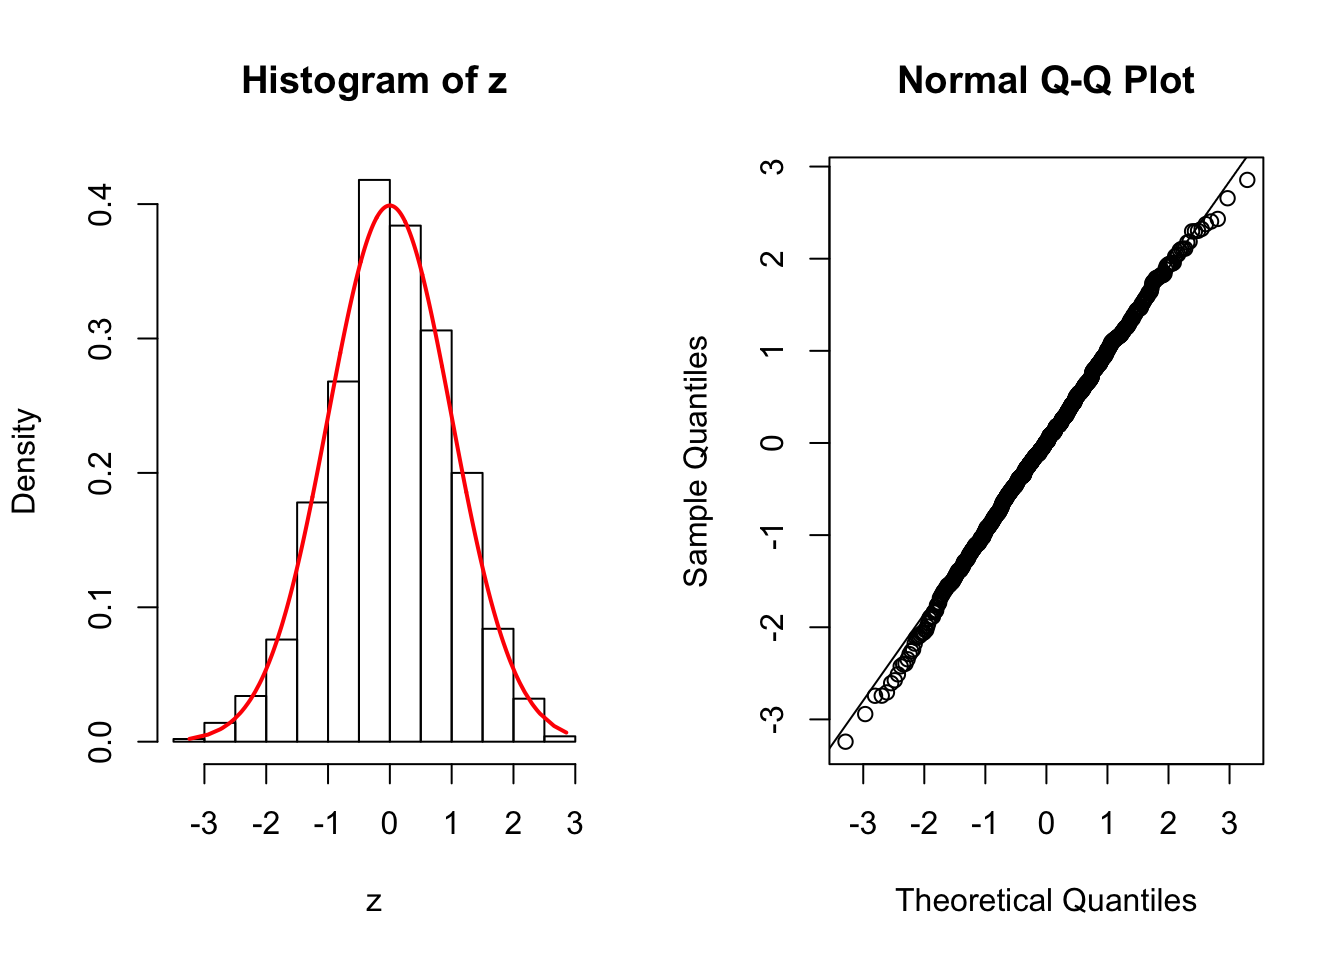 Histogram of z
Density
0.0 0.1 0.2 0.3 0.4
-3 -2 -1 0 1 2 3
z
Normal Q-Q Plot
Sample Quantiles
-3 -2 -1 0 1 2 3
-3 -2 -1 0 1 2 3
Theoretical Quantiles